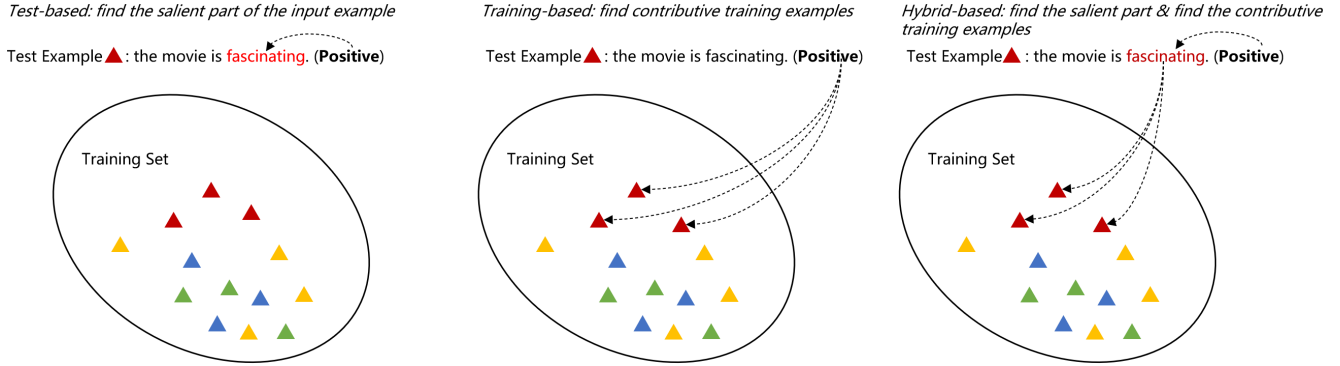 Test-based: find the salient part of the input example
Test Example : the movie is fascinating. (Positive)
Training Set
Training-based: find contributive training examples
Test Example : the movie is fascinating. (Positive)
Training Set
Hybrid-based: find the salient part & find the contributive
training examples
Test Example : the movie is fascinating. (Positive)
Training Set